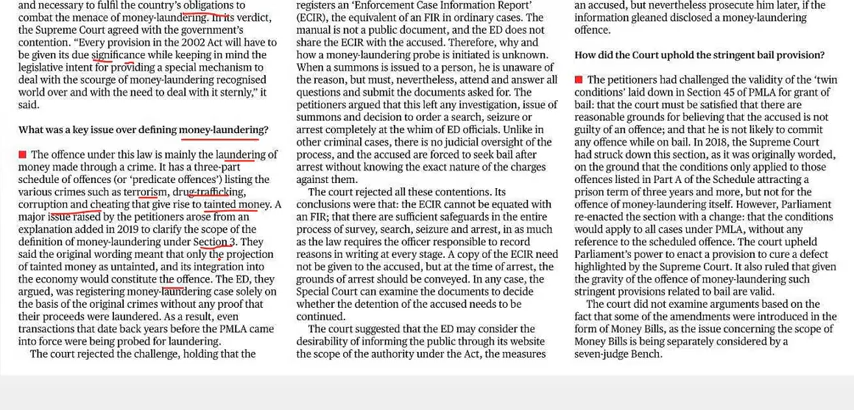 and necessary to fulfil the country's obligations to
combat the menace of money-laundering. In its verdict,
the Supreme Court agreed with the government's
contention. “Every provision in the 2002 Act will have to
be given its due significance while keeping in mind the
legislative intent for providing a special mechanism to
deal with the scourge of money-laundering recognised
world over and with the need to deal with it sternly,” it
said.
What was a key issue over defining money-laundering?
■ The offence under this law is mainly the laundering of
money made through a crime. It has a three-part
schedule of offences (or ‘predicate offences’) listing the
various crimes such as terrorism, drug-trafficking,
corruption and cheating that give rise to tainted money. A
major issue raised by the petitioners arose from an
explanation added in 2019 to clarify the scope of the
definition of money-laundering under Section 3. They
said the original wording meant that only the projection
of tainted money as untainted, and its integration into
the economy would constitute the offence. The ED, they
argued, was registering money-laundering case solely on
the basis of the original crimes without any proof that
their proceeds were laundered. As a result, even
transactions that date back years before the PMLA came
into force were being probed for laundering.
The court rejected the challenge, holding that the
registers an ‘Enforcement Case Information Report’
(ECIR), the equivalent of an FIR in ordinary cases. The
manual is not a public document, and the ED does not
share the ECIR with the accused. Therefore, why and
how a money-laundering probe is initiated is unknown.
When a summons is issued to a person, he is unaware of
the reason, but must, nevertheless, attend and answer all
questions and submit the documents asked for. The
petitioners argued that this left any investigation, issue of
summons and decision to order a search, seizure or
arrest completely at the whim of ED officials. Unlike in
other criminal cases, there is no judicial oversight of the
process, and the accused are forced to seek bail after
arrest without knowing the exact nature of the charges
against them.
The court rejected all these contentions. Its
conclusions were that: the ECIR cannot be equated with
an FIR; that there are sufficient safeguards in the entire
process of survey, search, seizure and arrest, in as much
as the law requires the officer responsible to record
reasons in writing at every stage. A copy of the ECIR need
not be given to the accused, but at the time of arrest, the
grounds of arrest should be conveyed. In any case, the
Special Court can examine the documents to decide
whether the detention of the accused needs to be
continued.
The court suggested that the ED may consider the
desirability of informing the public through its website
the scope of the authority under the Act, the measures
an accused, but nevertheless prosecute him later, if the
information gleaned disclosed a money-laundering
offence.
How did the Court uphold the stringent bail provision?
■ The petitioners had challenged the validity of the ‘twin
conditions’ laid down in Section 45 of PMLA for grant of
bail: that the court must be satisfied that there are
reasonable grounds for believing that the accused is not
guilty of an offence; and that he is not likely to commit
any offence while on bail. In 2018, the Supreme Court
had struck down this section, as it was originally worded,
on the ground that the conditions only applied to those
offences listed in Part A of the Schedule attracting a
prison term of three years and more, but not for the
offence of money-laundering itself. However, Parliament
re-enacted the section with a change: that the conditions
would apply to all cases under PMLA, without any
reference to the scheduled offence. The court upheld
Parliament's power to enact a provision to cure a defect
highlighted by the Supreme Court. It also ruled that given
the gravity of the offence of money-laundering such
stringent provisions related to bail are valid.
The court did not examine arguments based on the
fact that some of the amendments were introduced in the
form of Money Bills, as the issue concerning the scope of
Money Bills is being separately considered by a
seven-judge Bench.